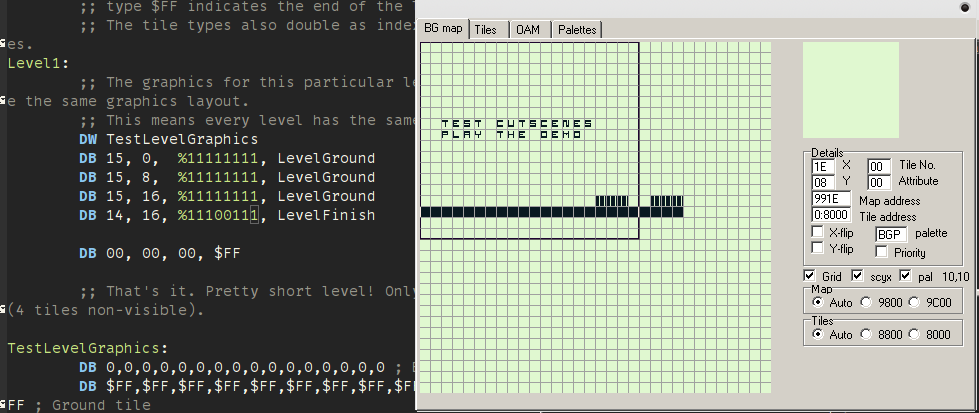 ;; type $FF indicates the end of the
;; The tile types also double as inde
es.
Level1:
;; The graphics for this particular le
e the same graphics layout.
;; This means every level has the same
DW TestLevelGraphics
DB 15, 0, %11111111, LevelGround
DB 15, 8, %11111111, LevelGround
DB 15, 16, %11111111, LevelGround
DB 14, 16, %11100111, LevelFinish
DB 00, 00, 00, $FF
;; That's it. Pretty short level! Only
(4 tiles non-visible).
TestLevelGraphics:
DB 0,0,0,0,0,0,0,0,0,0,0,0,0,0,0,0 ;
DB $FF,$FF,$FF,$FF,$FF,$FF,$FF,$FF,$F
FF ; Ground tile
BG map
Tiles
OAM
Palettes
TEST CUTSCENES
PLAY THE DEMO
Details
1E X 00 Tile No.
08 Y 00 Attribute
991E Map address
0:8000 Tile address
X-flip BGP palette
Y-flip Priority
Grid scyx pal 10,10
Map
Auto 9800 9C00
Tiles
Auto 8800 8000